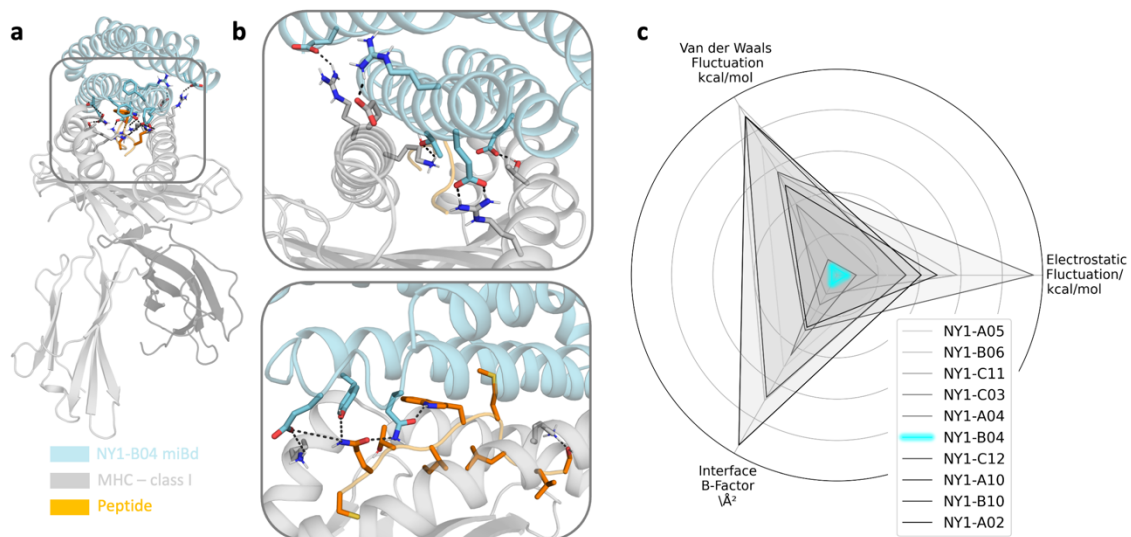 a
b
c
NY1-B04 miBd
MHC – class I
Peptide
Van der Waals
Fluctuation
kcal/mol
Electrostatic
Fluctuation/
kcal/mol
Interface
B-Factor
\Å²
NY1-A05
NY1-B06
NY1-C11
NY1-C03
NY1-A04
NY1-B04
NY1-C12
NY1-A10
NY1-B10
NY1-A02